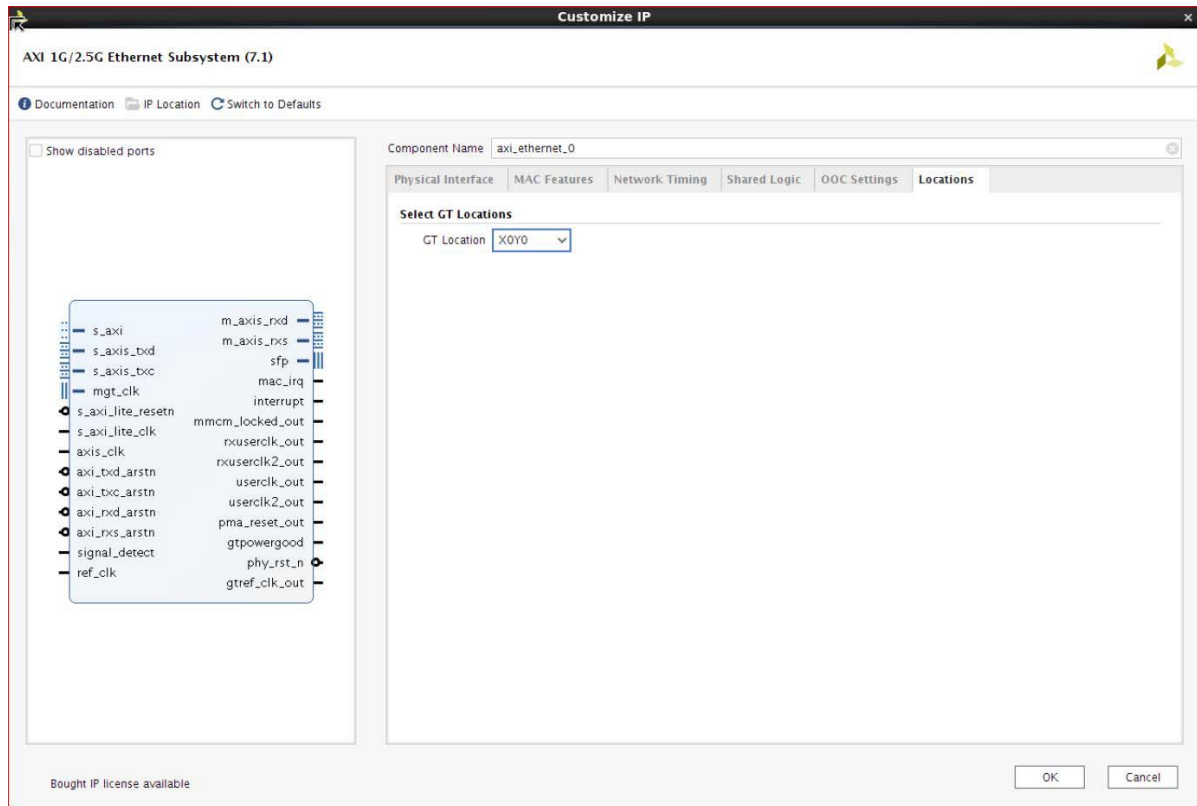 Customize IP
AXI 1G/2.5G Ethernet Subsystem (7.1)
Documentation IP Location Switch to Defaults
Show disabled ports
s_axi
s_axis_txd
s_axis_txc
mgt_clk
s_axi_lite_resetn
s_axi_lite_clk
axis_clk
axi_txd_arstn
axi_txc_arstn
axi_rxd_arstn
axi_rxs_arstn
signal_detect
ref_clk
m_axis_rxd
m_axis_rxs
sfp
mac_irq
interrupt
mmcm_locked_out
rxuserclk_out
rxuserclk2_out
userclk_out
userclk2_out
pma_reset_out
gtpowergood
phy_rst_n
gtref_clk_out
Component Name axi_ethernet_0
Physical Interface MAC Features Network Timing Shared Logic OOC Settings Locations
Select GT Locations
GT Location X0Y0
Bought IP license available
OK Cancel